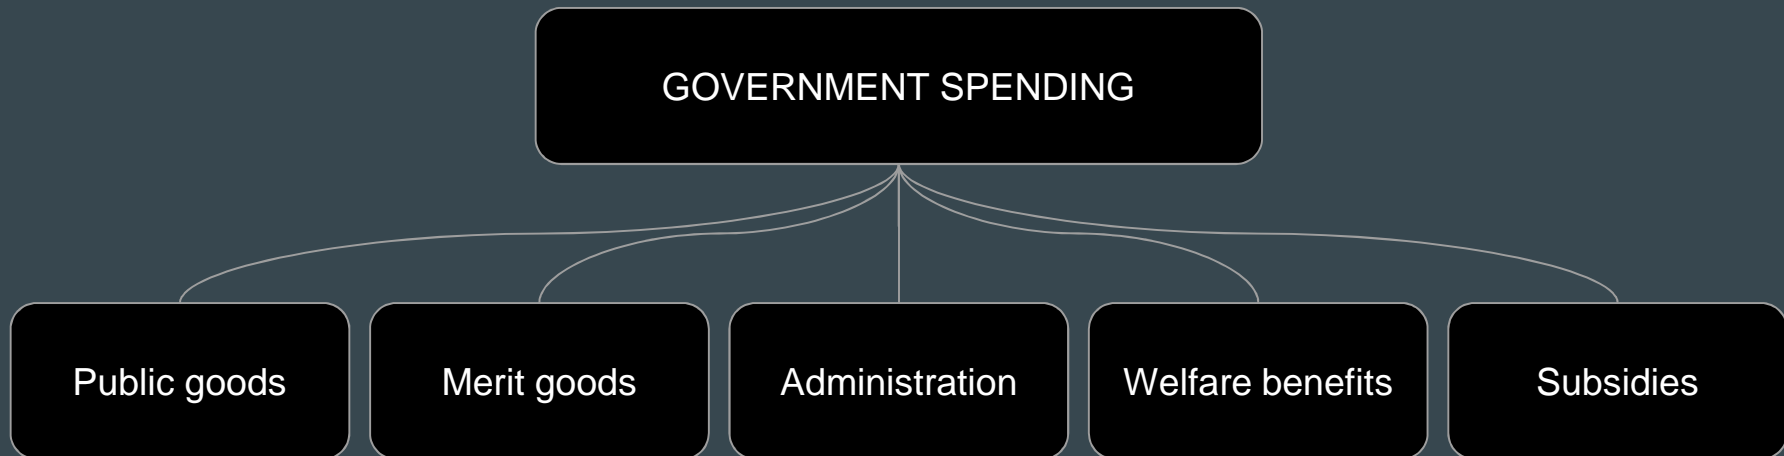 GOVERNMENT SPENDING
Public goods
Merit goods
Administration
Welfare benefits
Subsidies